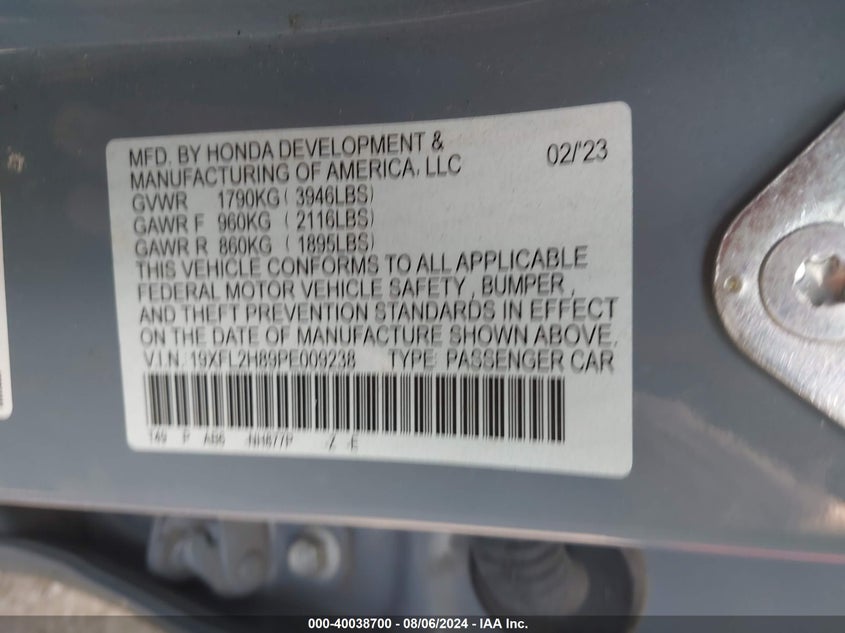 MFD. BY HONDA DEVELOPMENT & 02/'23
MANUFACTURING OF AMERICA, LLC
GVWR 1790KG (3946LBS)
GAWR F 960KG (2116LBS)
GAWR R 860KG (1895LBS)
THIS VEHICLE CONFORMS TO ALL APPLICABLE
FEDERAL MOTOR VEHICLE SAFETY, BUMPER,
AND THEFT PREVENTION STANDARDS IN EFFECT
ON THE DATE OF MANUFACTURE SHOWN ABOVE.
V.I.N. 19XFL2H89PE009238 TYPE: PASSENGER CAR
NH877P / E
000-40038700 - 08/06/2024 - IAA Inc.